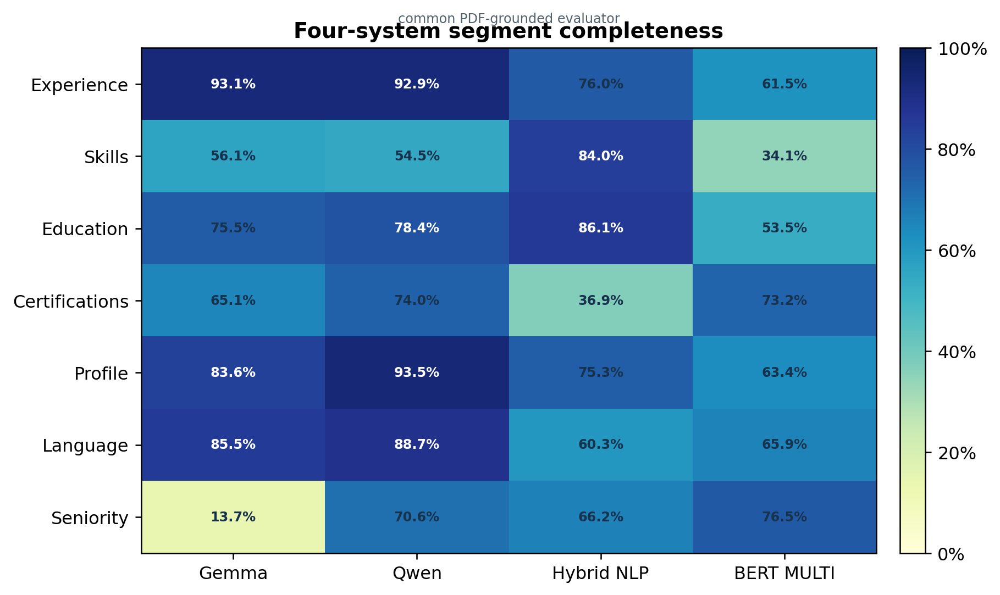 common PDF-grounded evaluator
Four-system segment completeness
Experience 93.1% 92.9% 76.0% 61.5%
Skills 56.1% 54.5% 84.0% 34.1%
Education 75.5% 78.4% 86.1% 53.5%
Certifications 65.1% 74.0% 36.9% 73.2%
Profile 83.6% 93.5% 75.3% 63.4%
Language 85.5% 88.7% 60.3% 65.9%
Seniority 13.7% 70.6% 66.2% 76.5%
Gemma Qwen Hybrid NLP BERT MULTI
100%
80%
60%
40%
20%
0%